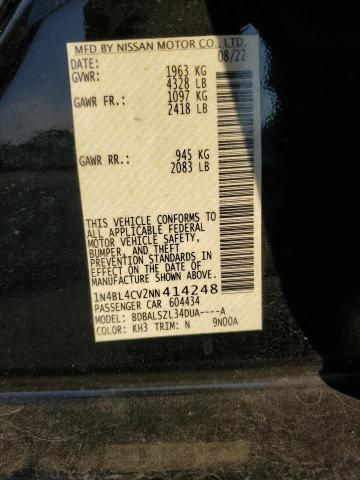 MFD BY NISSAN MOTOR CO., LTD.
DATE: 08/22
GVWR: 1963 KG
4328 LB
GAWR FR.: 1097 KG
2418 LB
GAWR RR.: 945 KG
2083 LB
THIS VEHICLE CONFORMS TO
ALL APPLICABLE FEDERAL
MOTOR VEHICLE SAFETY,
BUMPER, AND THEFT
PREVENTION STANDARDS IN
EFFECT ON THE DATE OF
MANUFACTURE SHOWN ABOVE.
1N4BL4CV2NN414248
PASSENGER CAR 604434
MODEL: BDBALSZL34DUA----A
COLOR: KH3 TRIM: N 9N00A